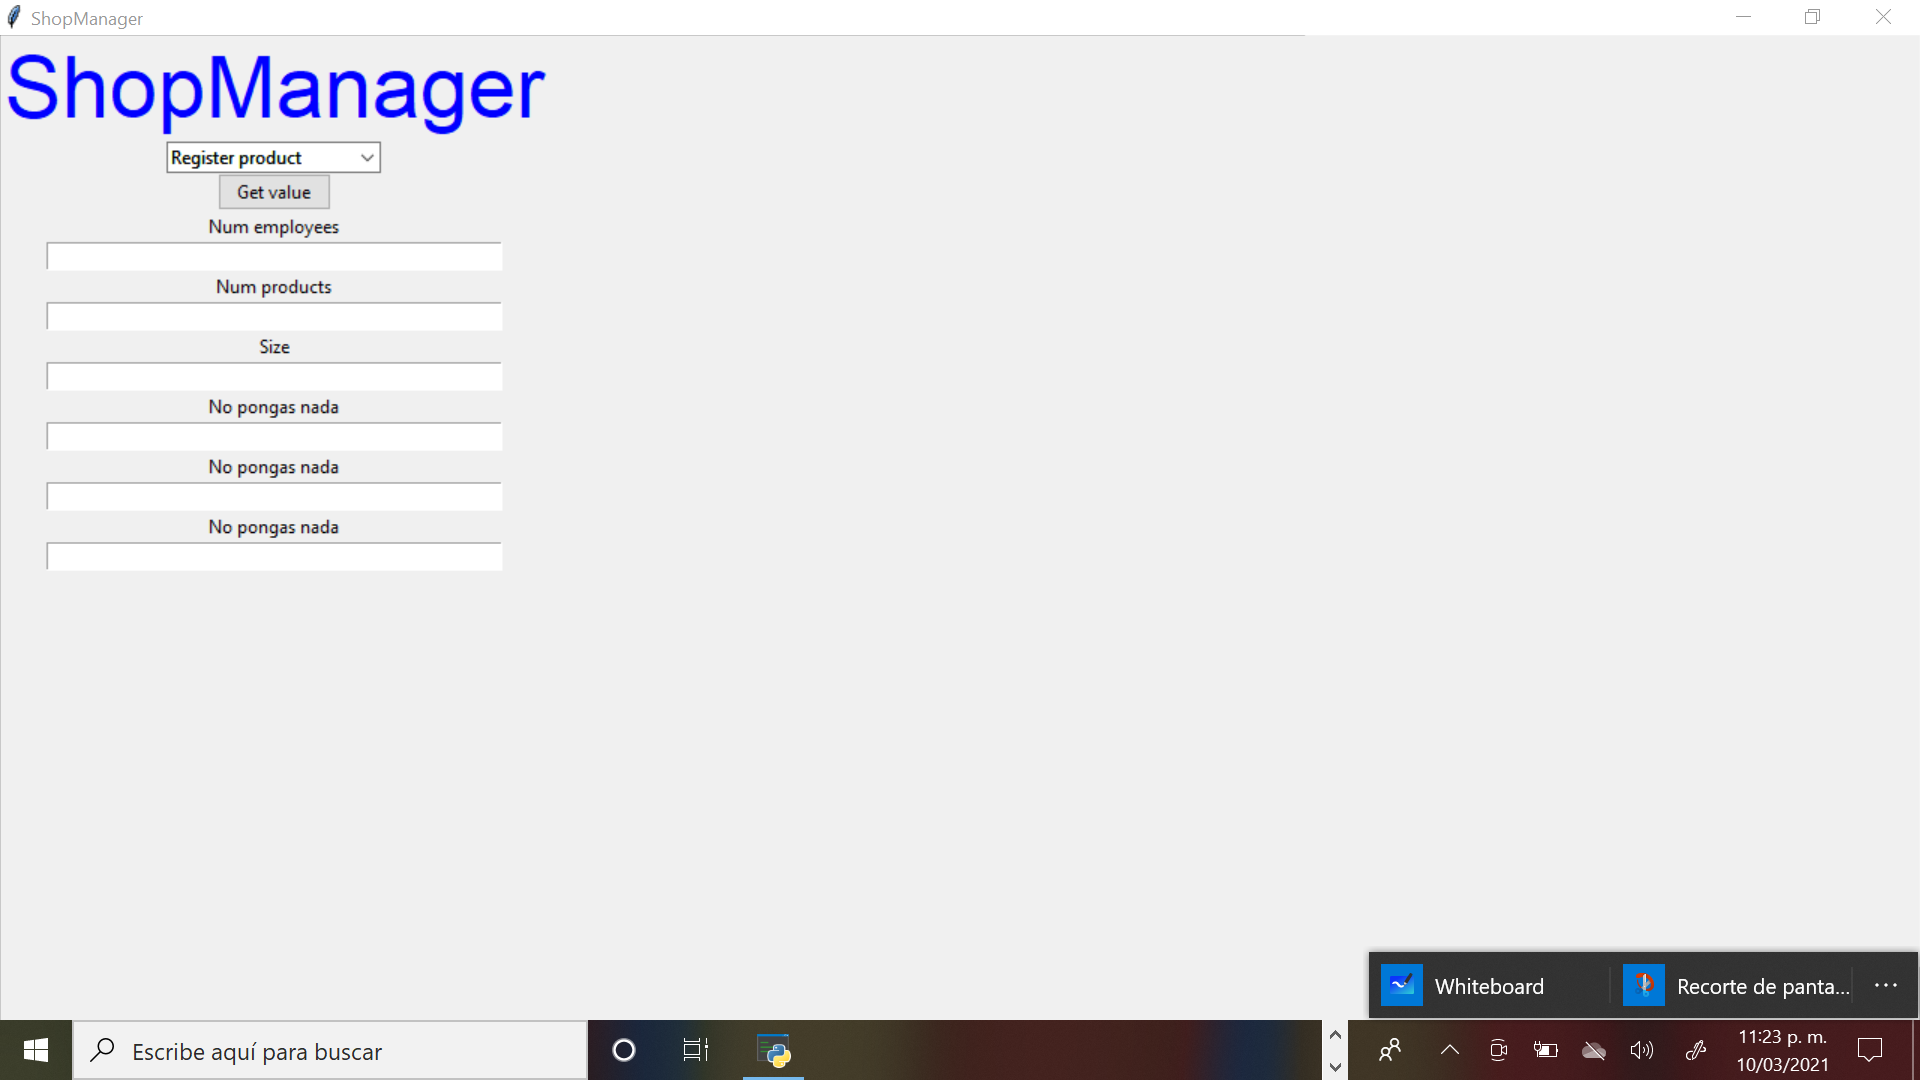 ShopManager
ShopManager
Register product
Get value
Num employees
Num products
Size
No pongas nada
No pongas nada
No pongas nada
Whiteboard
Recorte de panta...
Escribe aquí para buscar
11:23 p. m.
10/03/2021